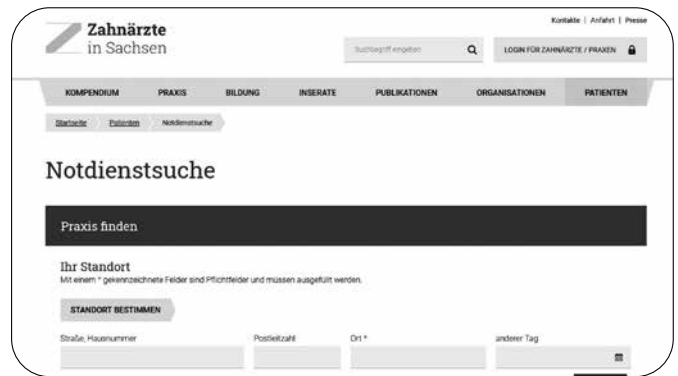 Kontakte | Anfahrt | Presse
Zahnärzte
in Sachsen
Suchbegriff eingeben
LOGIN FÜR ZAHNÄRZTE / PRAXEN
KOMPENDIUM PRAXIS BILDUNG INSERATE PUBLIKATIONEN ORGANISATIONEN PATIENTEN
Startseite Patienten Notdienstsuche
Notdienstsuche
Praxis finden
Ihr Standort
Mit einem * gekennzeichnete Felder sind Pflichtfelder und müssen ausgefüllt werden.
STANDORT BESTIMMEN
Straße, Hausnummer Postleitzahl Ort * anderer Tag